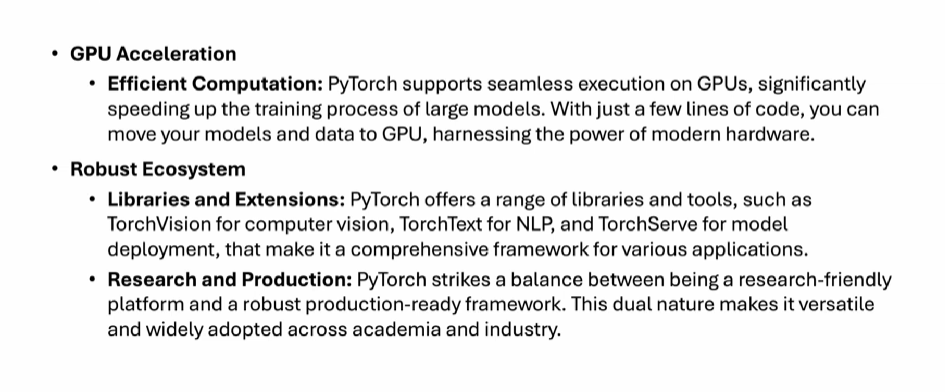 • GPU Acceleration
• Efficient Computation: PyTorch supports seamless execution on GPUs, significantly
speeding up the training process of large models. With just a few lines of code, you can
move your models and data to GPU, harnessing the power of modern hardware.
• Robust Ecosystem
• Libraries and Extensions: PyTorch offers a range of libraries and tools, such as
TorchVision for computer vision, TorchText for NLP, and TorchServe for model
deployment, that make it a comprehensive framework for various applications.
• Research and Production: PyTorch strikes a balance between being a research-friendly
platform and a robust production-ready framework. This dual nature makes it versatile
and widely adopted across academia and industry.